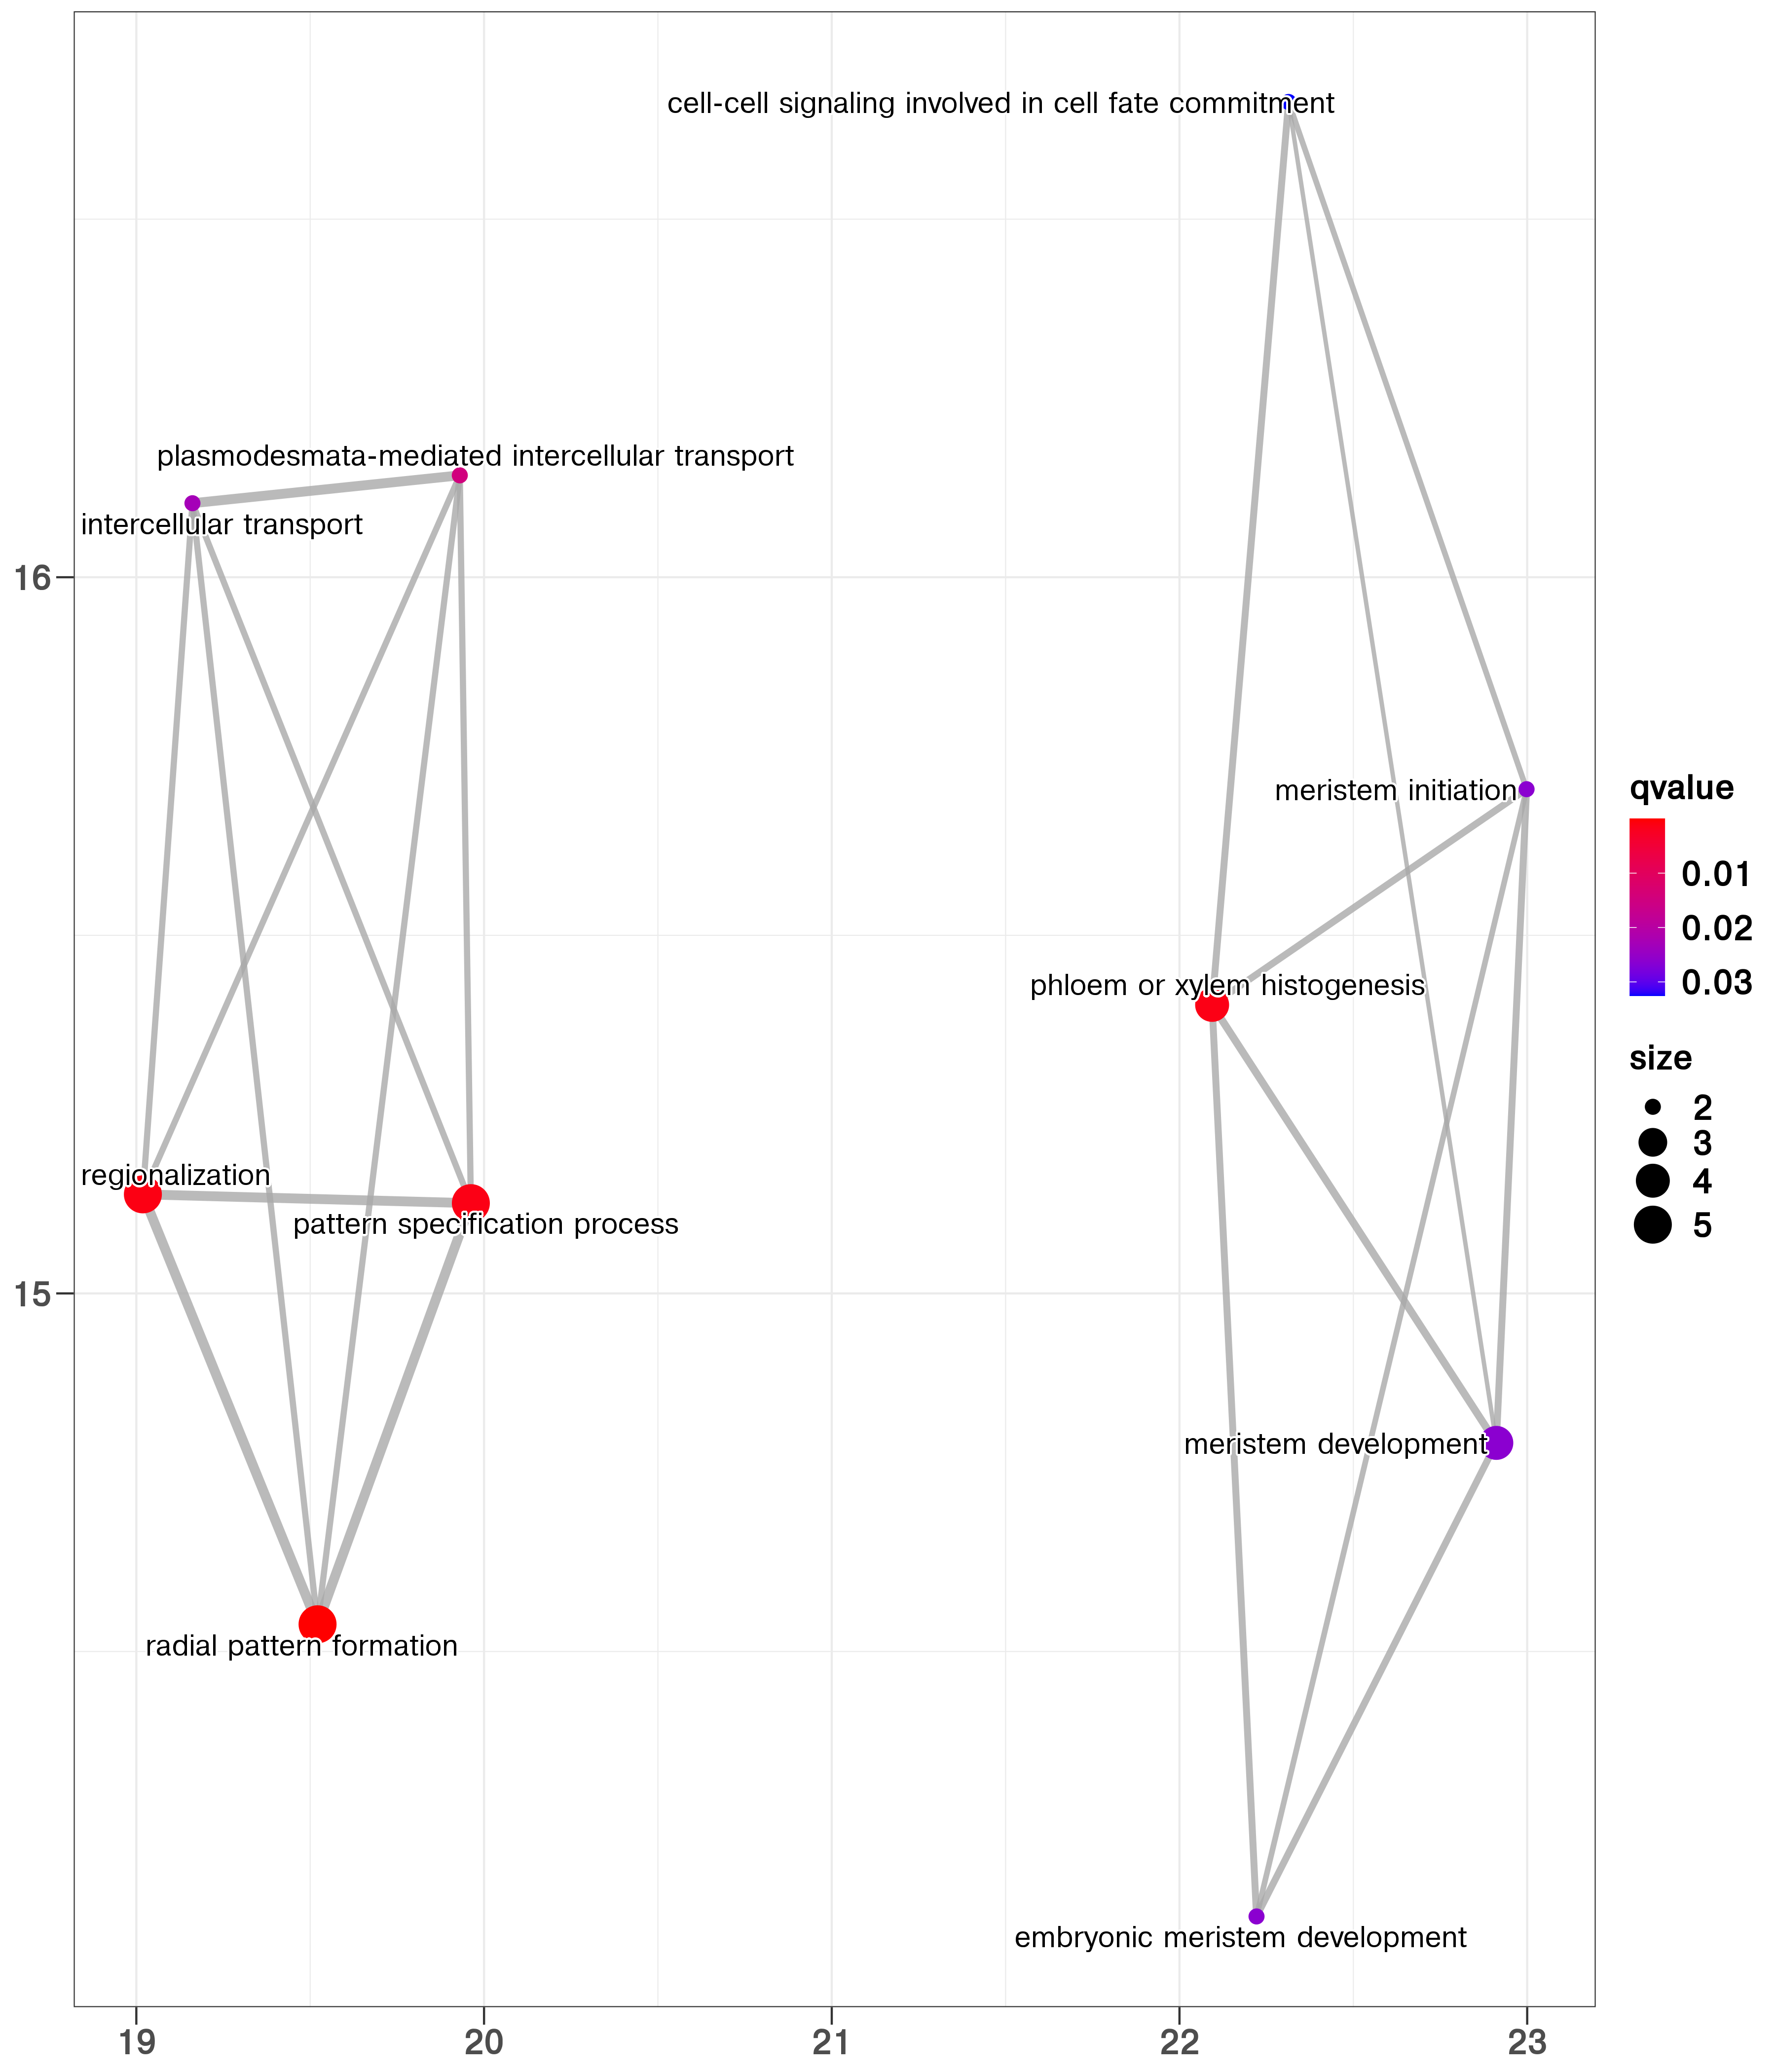 cell-cell signaling involved in cell fate commitment
plasmodesmata-mediated intercellular transport
intercellular transport
16
meristem initiation
phloem or xylem histogenesis
regionalization
pattern specification process
15
meristem development
radial pattern formation
embryonic meristem development
19 20 21 22 23
qvalue
0.01
0.02
0.03
size
2
3
4
5